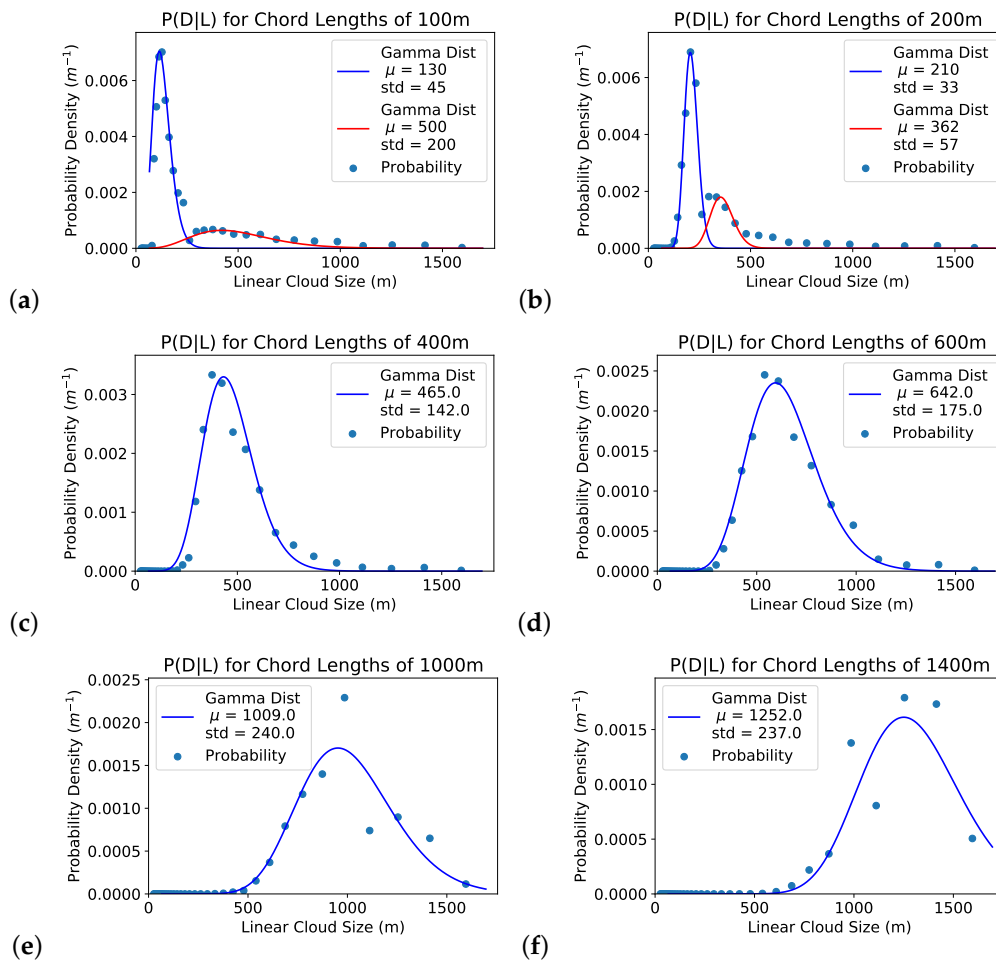 P(D|L) for Chord Lengths of 100m
Probability Density (m⁻¹)
0.006
0.004
0.002
0.000
Gamma Dist
μ = 130
std = 45
Gamma Dist
μ = 500
std = 200
Probability
0 500 1000 1500
Linear Cloud Size (m)
(a)
P(D|L) for Chord Lengths of 200m
Probability Density (m⁻¹)
0.006
0.004
0.002
0.000
Gamma Dist
μ = 210
std = 33
Gamma Dist
μ = 362
std = 57
Probability
0 500 1000 1500
Linear Cloud Size (m)
(b)
P(D|L) for Chord Lengths of 400m
Probability Density (m⁻¹)
0.003
0.002
0.001
0.000
Gamma Dist
μ = 465.0
std = 142.0
Probability
0 500 1000 1500
Linear Cloud Size (m)
(c)
P(D|L) for Chord Lengths of 600m
Probability Density (m⁻¹)
0.0025
0.0020
0.0015
0.0010
0.0005
0.0000
Gamma Dist
μ = 642.0
std = 175.0
Probability
0 500 1000 1500
Linear Cloud Size (m)
(d)
P(D|L) for Chord Lengths of 1000m
Probability Density (m⁻¹)
0.0025
0.0020
0.0015
0.0010
0.0005
0.0000
Gamma Dist
μ = 1009.0
std = 240.0
Probability
0 500 1000 1500
Linear Cloud Size (m)
(e)
P(D|L) for Chord Lengths of 1400m
Probability Density (m⁻¹)
0.0015
0.0010
0.0005
0.0000
Gamma Dist
μ = 1252.0
std = 237.0
Probability
0 500 1000 1500
Linear Cloud Size (m)
(f)